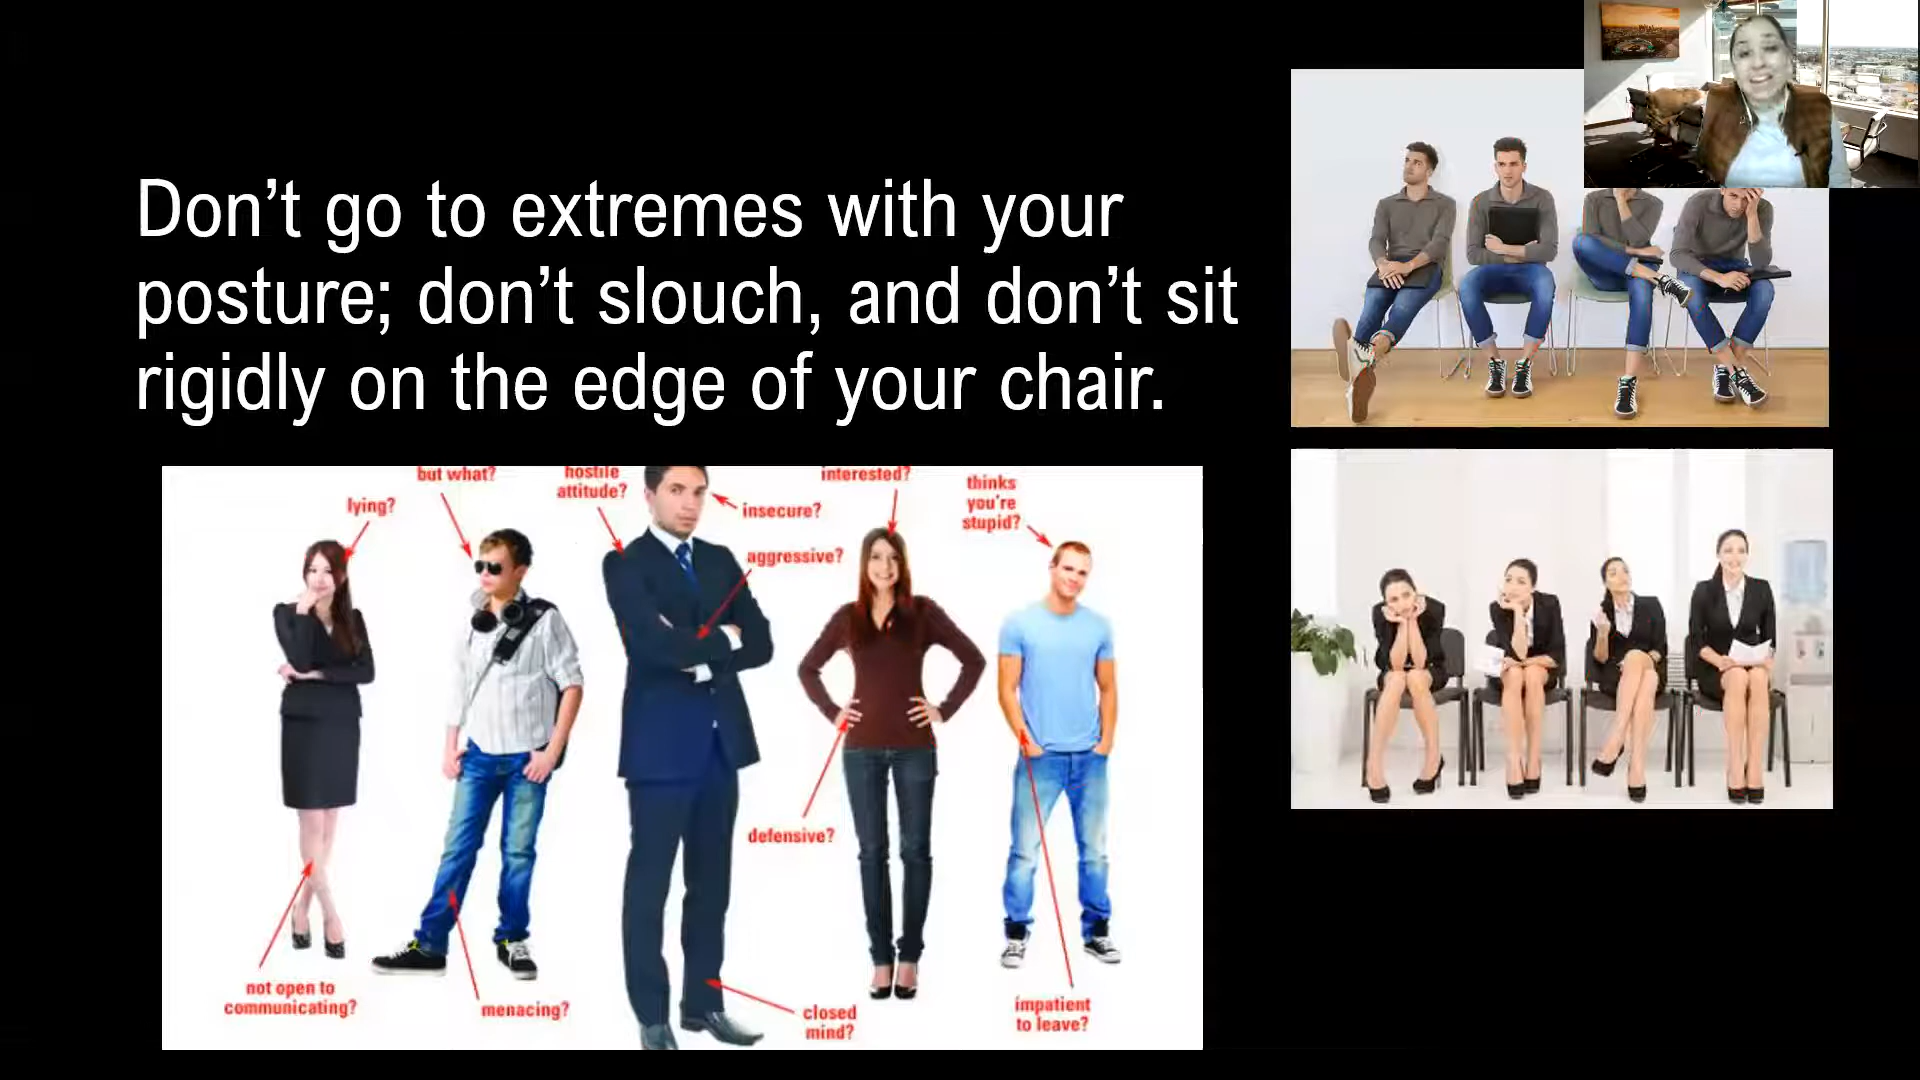 Don’t go to extremes with your
posture; don’t slouch, and don’t sit
rigidly on the edge of your chair.
but what?
hostile
attitude?
interested?
thinks
you're
stupid?
lying?
insecure?
aggressive?
defensive?
not open to
communicating?
menacing?
closed
mind?
impatient
to leave?